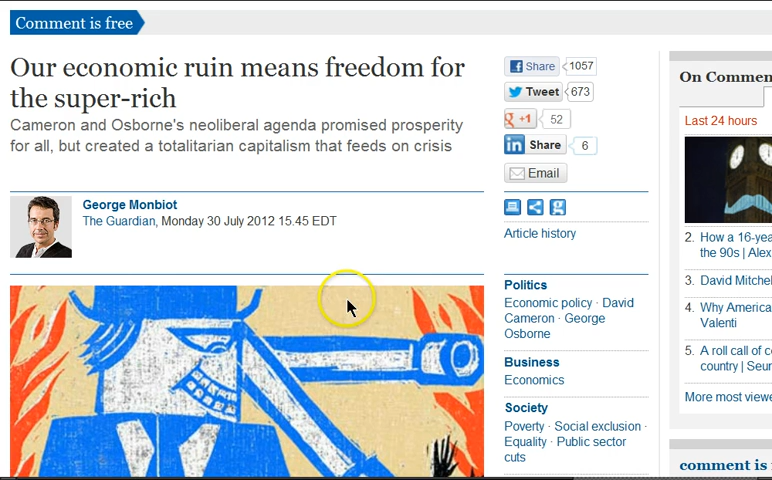 Comment is free
Our economic ruin means freedom for
the super-rich
Cameron and Osborne's neoliberal agenda promised prosperity
for all, but created a totalitarian capitalism that feeds on crisis
George Monbiot
The Guardian, Monday 30 July 2012 15.45 EDT
Share 1057
Tweet 673
+1 52
Share 6
Email
Article history
Politics
Economic policy · David
Cameron · George
Osborne
Business
Economics
Society
Poverty · Social exclusion ·
Equality · Public sector
cuts
On Commen
Last 24 hours
2. How a 16-yea
the 90s | Alex
3. David Mitchel
4. Why America
Valenti
5. A roll call of c
country | Seur
More most viewe
comment is f